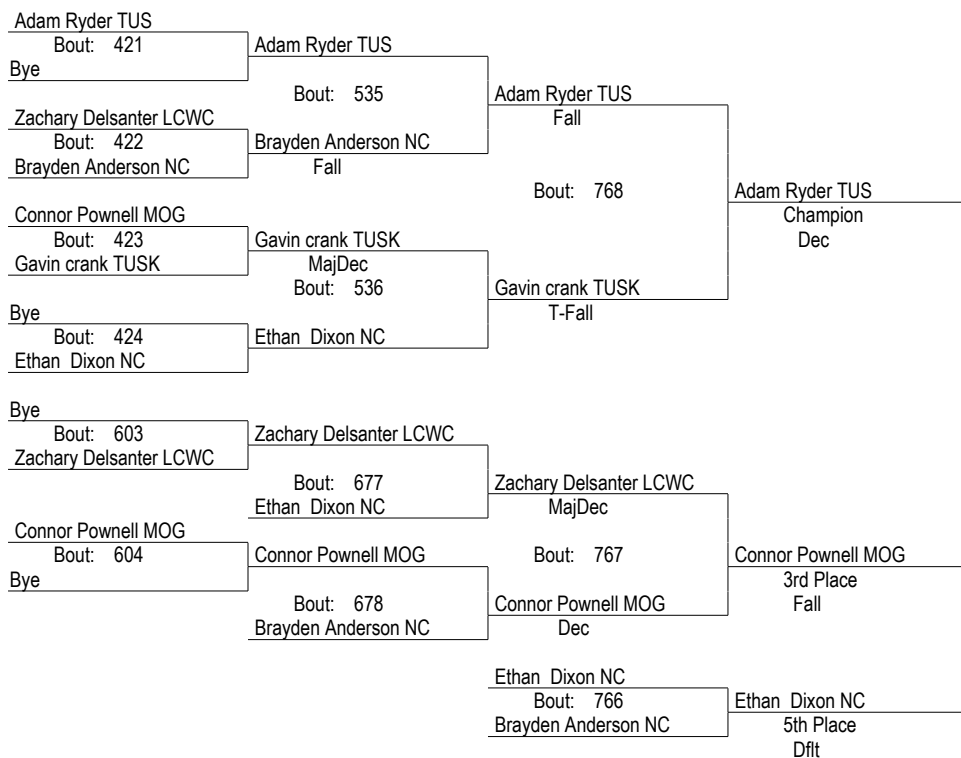 Adam Ryder TUS
Bout: 421
Bye
Adam Ryder TUS
Bout: 535
Zachary Delsanter LCWC
Bout: 422
Brayden Anderson NC
Brayden Anderson NC
Fall
Adam Ryder TUS
Fall
Bout: 768
Connor Pownell MOG
Bout: 423
Gavin crank TUSK
Gavin crank TUSK
MajDec
Bout: 536
Bye
Bout: 424
Ethan Dixon NC
Ethan Dixon NC
Gavin crank TUSK
T-Fall
Adam Ryder TUS
Champion
Dec
Bye
Bout: 603
Zachary Delsanter LCWC
Zachary Delsanter LCWC
Bout: 677
Ethan Dixon NC
Zachary Delsanter LCWC
MajDec
Connor Pownell MOG
Bout: 604
Bye
Connor Pownell MOG
Bout: 678
Brayden Anderson NC
Bout: 767
Connor Pownell MOG
Dec
Connor Pownell MOG
3rd Place
Fall
Ethan Dixon NC
Bout: 766
Brayden Anderson NC
Ethan Dixon NC
5th Place
Dflt